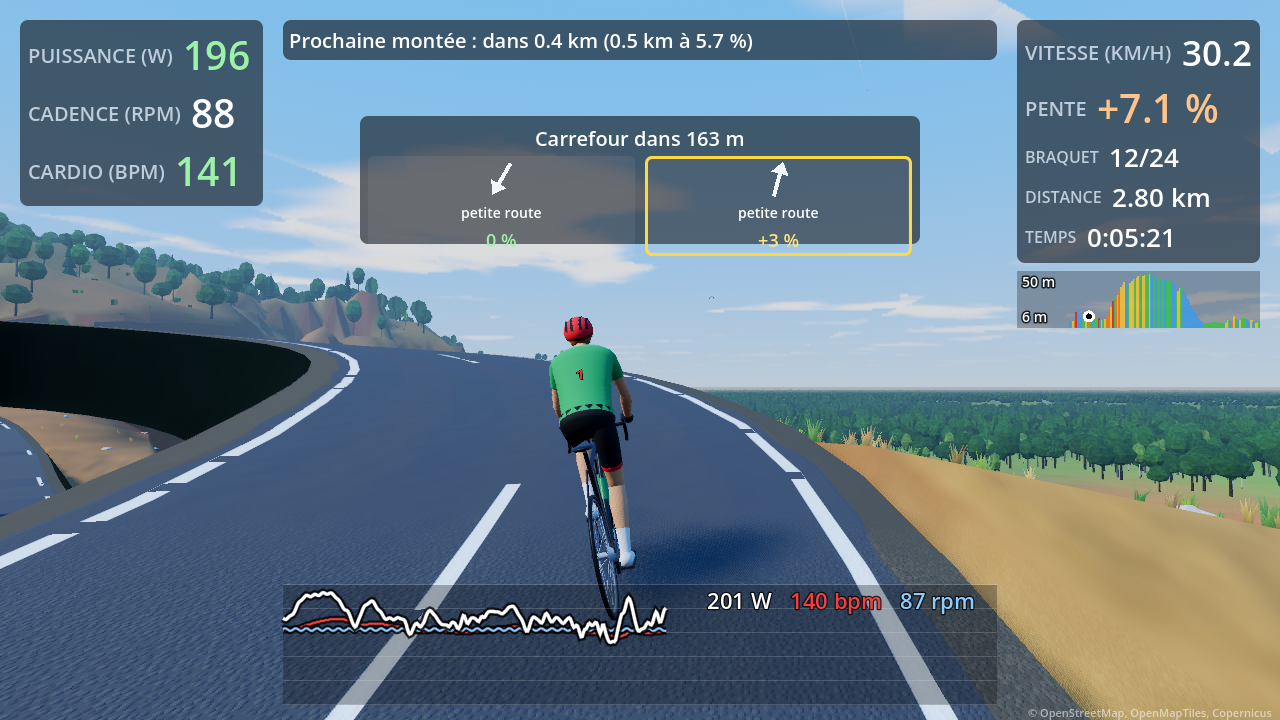 PUISSANCE (W) 196
CADENCE (RPM) 88
CARDIO (BPM) 141
Prochaine montée : dans 0.4 km (0.5 km à 5.7 %)
Carrefour dans 163 m
petite route
0 %
petite route
+3 %
VITESSE (KM/H) 30.2
PENTE +7.1 %
BRAQUET 12/24
DISTANCE 2.80 km
TEMPS 0:05:21
50 m
6 m
1
201 W 140 bpm 87 rpm
© OpenStreetMap, OpenMapTiles, Copernicus